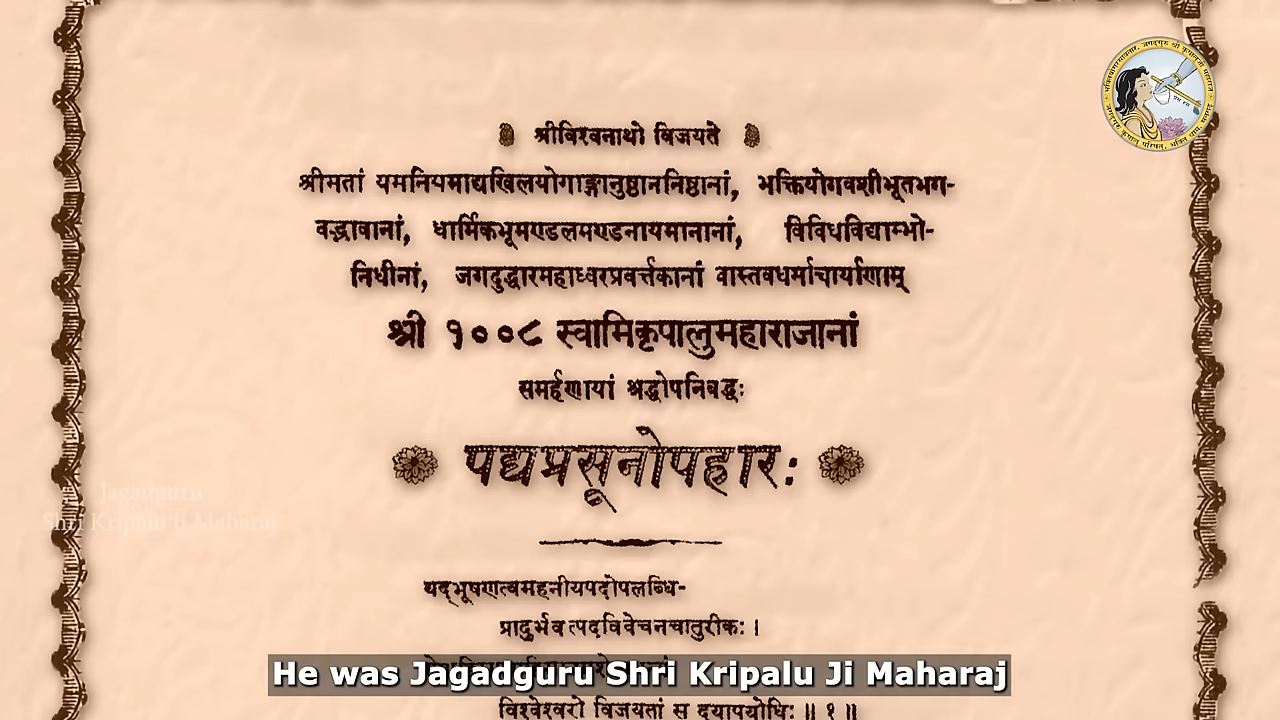 श्रीविश्वनाथो विजयते
श्रीमतां यमनियमाद्यखिलयोगाङ्गानुष्ठाननिष्ठानां, भक्तियोगवशीभूतभग-
वद्भावानां, धार्मिकभूमण्डलमण्डनायमानानां, विविधविद्याम्भो-
निधीनां, जगदुद्धारमहाध्वरप्रवर्त्तकानां वास्तवधर्माचार्याणाम्
श्री १००८ स्वामिकृपालुमहाराजानां
समर्हणायां श्रद्धोपनिबद्धः
पद्यप्रसूनोपहारः
Jagadguru
Shri Kripalu Ji Maharaj
यद्भूषणत्वमहनीयपदोपलब्धि-
प्रादुर्भवत्पदविवेचनचातुरीकः ।
He was Jagadguru Shri Kripalu Ji Maharaj
विश्वेश्वरो विजयतां स दयापयोधिः ॥ १ ॥